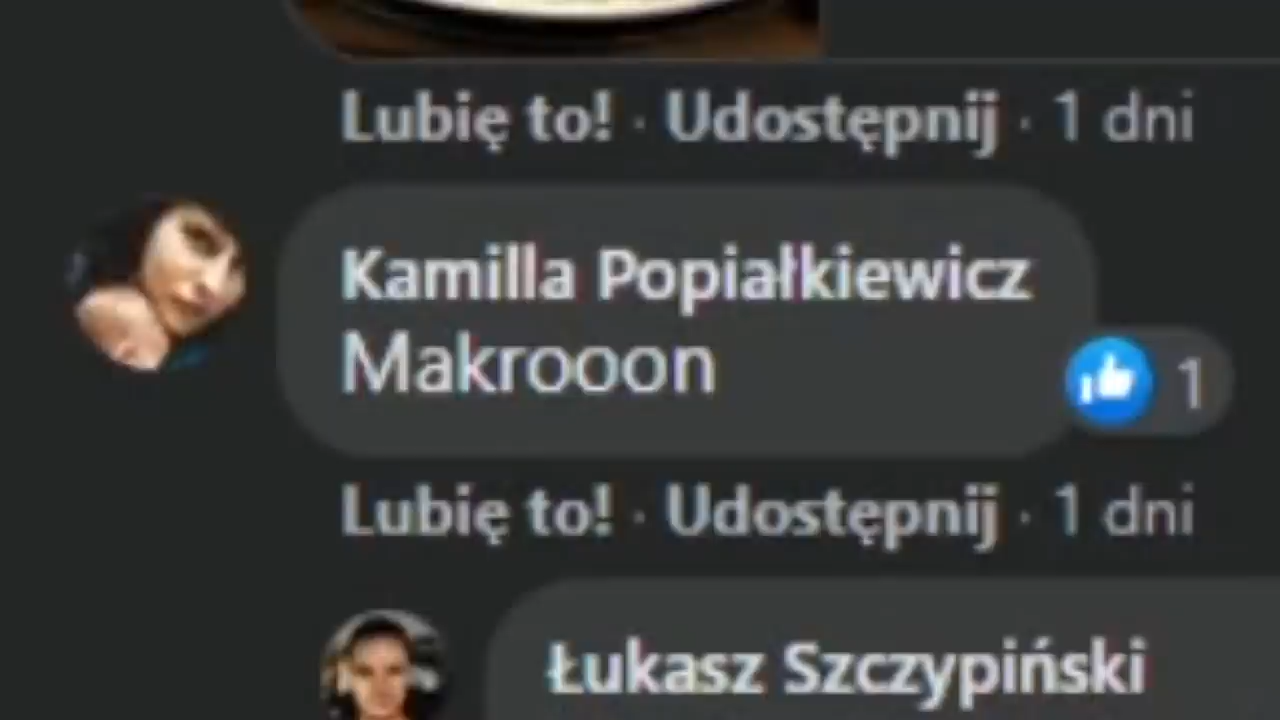 Lubię to! · Udostępnij · 1 dni
Kamilla Popiałkiewicz
Makrooon
1
Lubię to! · Udostępnij · 1 dni
Łukasz Szczypiński